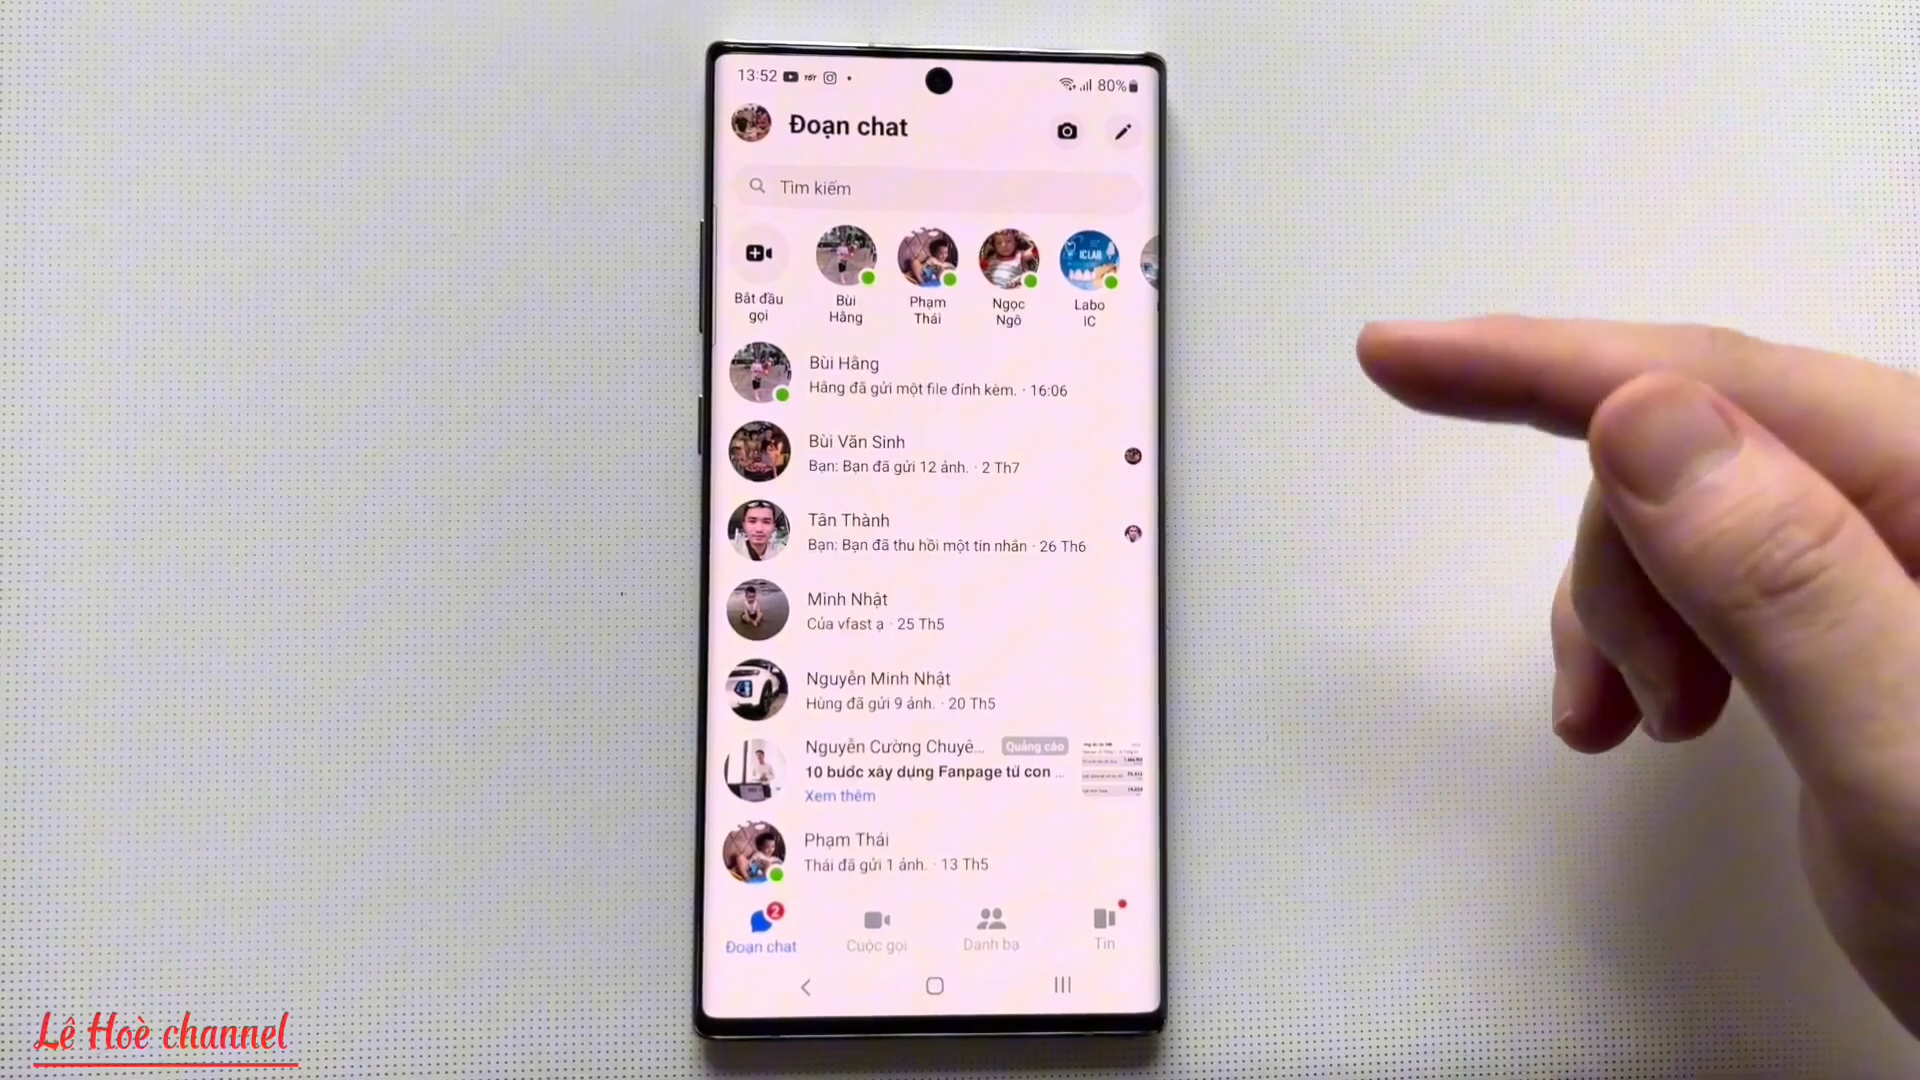 13:52
80%
Đoạn chat
Tìm kiếm
Bắt đầu
gọi
Bùi
Hằng
Phạm
Thái
Ngọc
Ngô
Labo
IC
IC LAB
Bùi Hằng
Hằng đã gửi một file đính kèm. · 16:06
Bùi Văn Sinh
Bạn: Bạn đã gửi 12 ảnh. · 2 Th7
Tân Thành
Bạn: Bạn đã thu hồi một tin nhắn · 26 Th6
Minh Nhật
Của vfast ạ · 25 Th5
Nguyễn Minh Nhật
Hùng đã gửi 9 ảnh. · 20 Th5
Nguyễn Cường Chuyê... Quảng cáo
10 bước xây dựng Fanpage từ con ...
Xem thêm
Phạm Thái
Thái đã gửi 1 ảnh. · 13 Th5
2
Đoạn chat
Cuộc gọi
Danh bạ
Tin
Lê Hoè channel